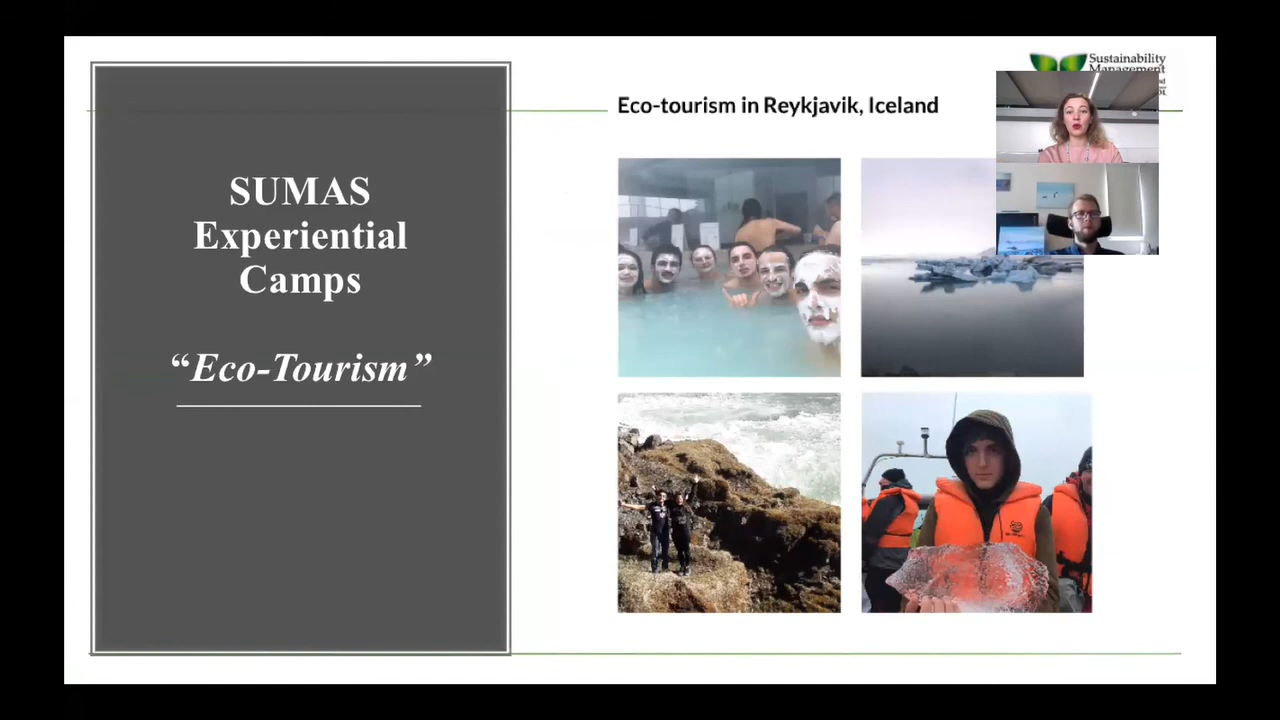 SUMAS
Experiential
Camps
“Eco-Tourism”
Eco-tourism in Reykjavik, Iceland
Sustainability
Management